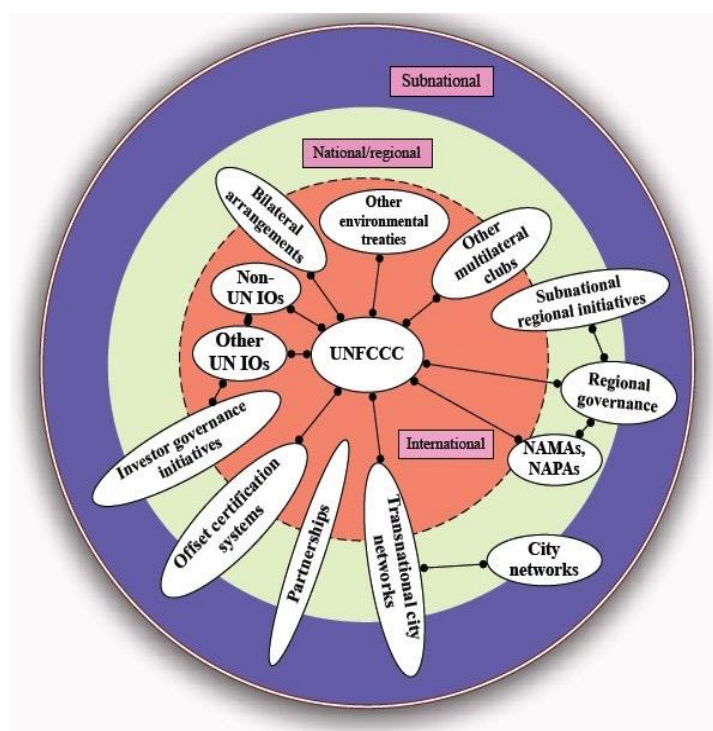 Subnational
National/regional
Bilateral
arrangements
Other
environmental
treaties
Other
multilateral
clubs
Non-
UN IOs
Subnational
regional initiatives
Other
UN IOs
UNFCCC
Regional
governance
Investor governance
initiatives
International
NAMAs,
NAPAs
Offset certification
systems
Partnerships
Transnational city
networks
City
networks